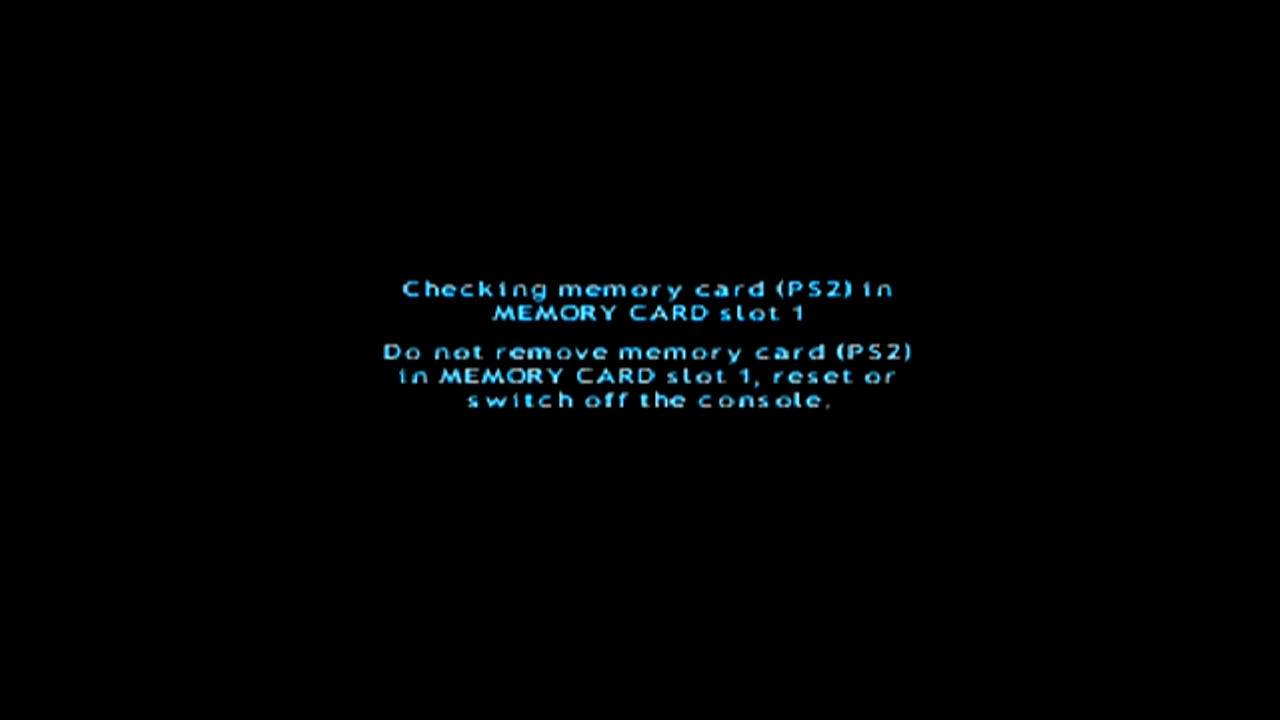 Checking memory card (PS2) in
MEMORY CARD slot 1
Do not remove memory card (PS2)
in MEMORY CARD slot 1, reset or
switch off the console.